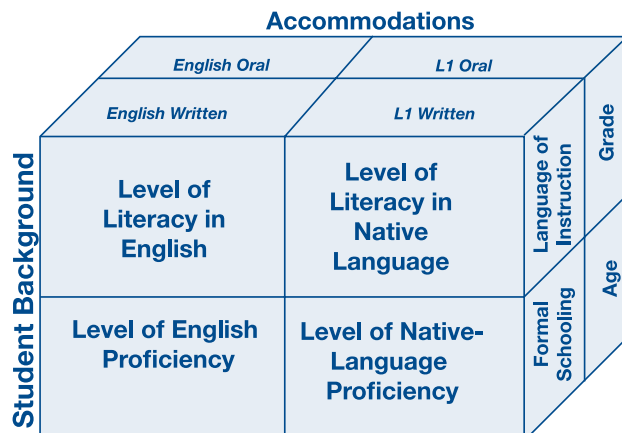 Accommodations
English Oral
L1 Oral
English Written
L1 Written
Student Background
Level of
Literacy in
English
Level of
Literacy in
Native
Language
Language of
Instruction
Grade
Level of English
Proficiency
Level of Native-
Language
Proficiency
Formal
Schooling
Age